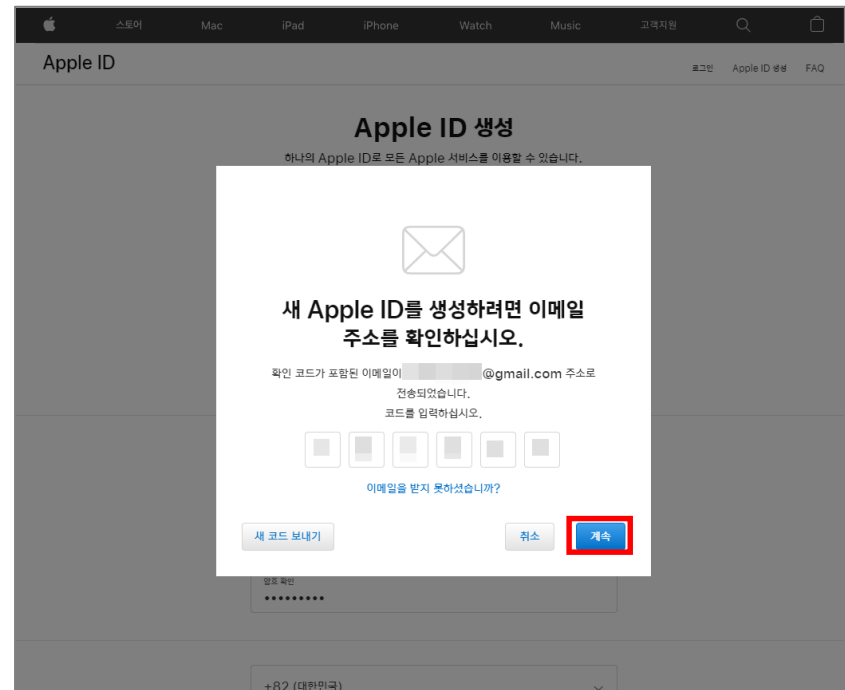 스토어 Mac iPad iPhone Watch Music 고객지원
Apple ID 로그인 Apple ID 생성 FAQ
Apple ID 생성
하나의 Apple ID로 모든 Apple 서비스를 이용할 수 있습니다.
새 Apple ID를 생성하려면 이메일
주소를 확인하십시오.
확인 코드가 포함된 이메일이 @gmail.com 주소로
전송되었습니다.
코드를 입력하십시오.
이메일을 받지 못하셨습니까?
새 코드 보내기 취소 계속
암호 확인
•••••••••
+82 (대한민국)